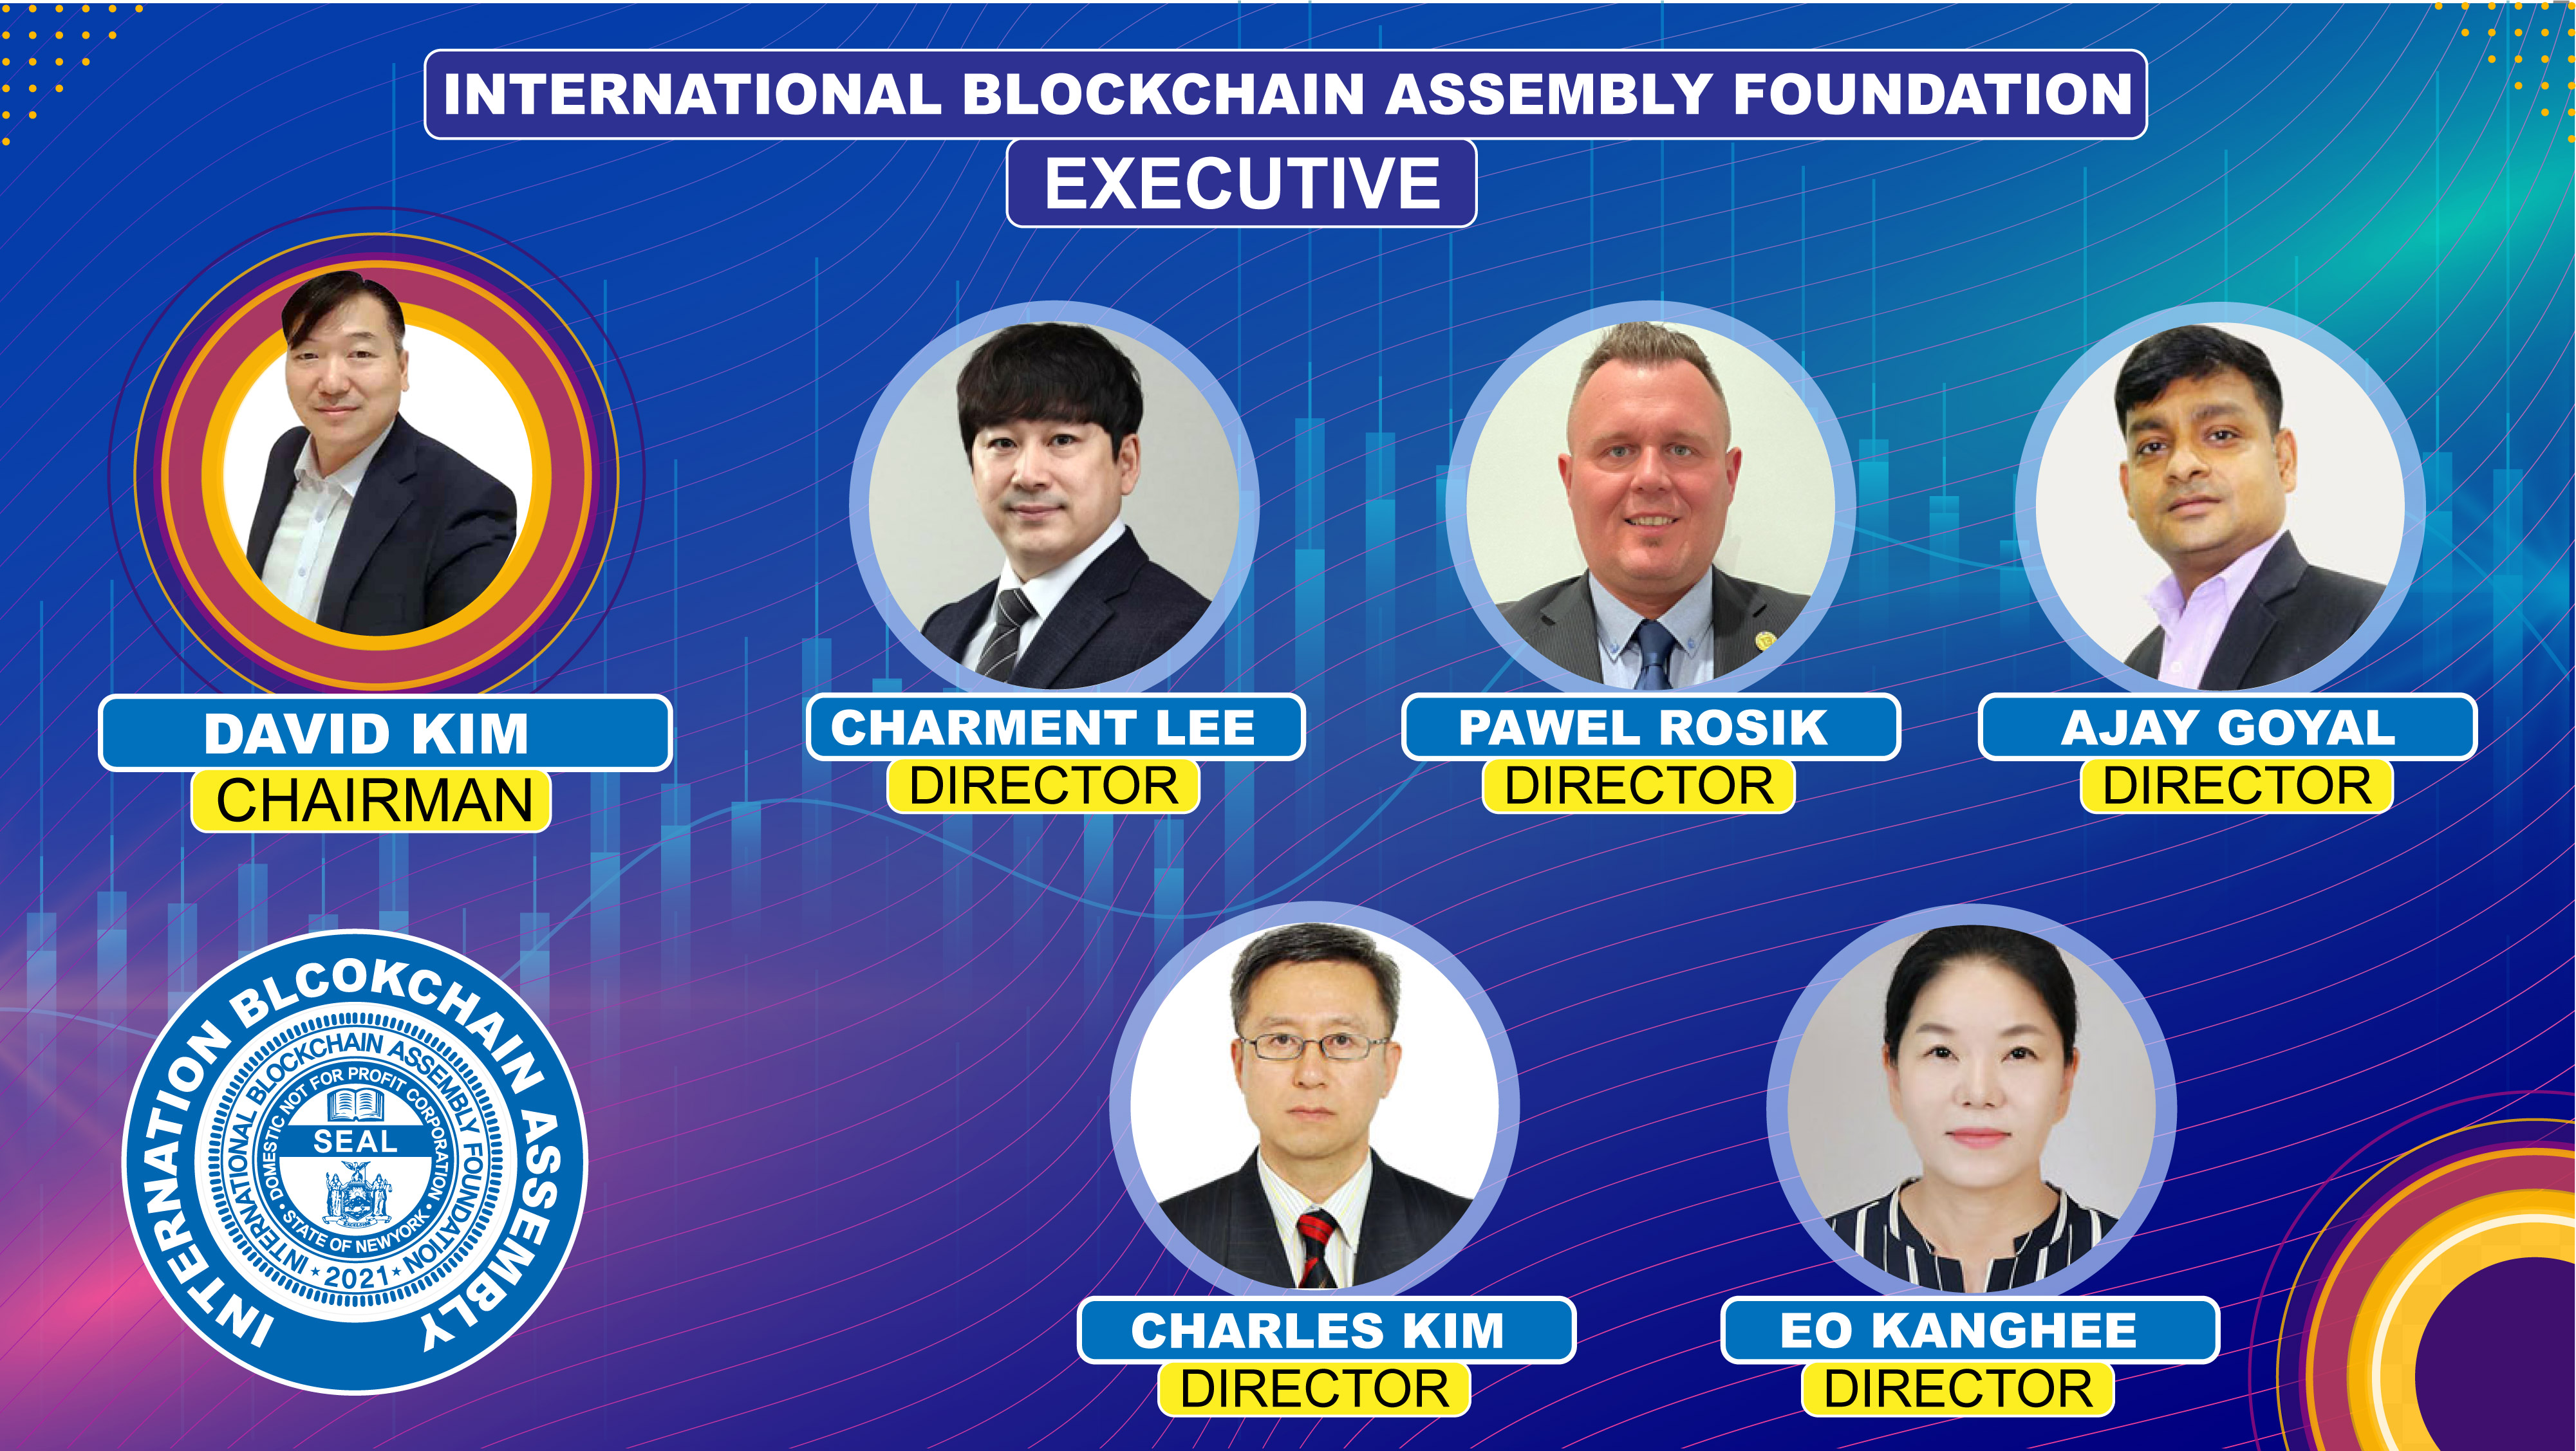 INTERNATIONAL BLOCKCHAIN ASSEMBLY FOUNDATION
EXECUTIVE
DAVID KIM
CHAIRMAN
CHARMENT LEE
DIRECTOR
PAWEL ROSIK
DIRECTOR
AJAY GOYAL
DIRECTOR
INTERNATION BLCOKCHAIN ASSEMBLY
INTERNATIONAL BLOCKCHAIN ASSEMBLY FOUNDATION
★ 2021 ★
DOMESTIC NOT FOR PROFIT CORPORATION
• STATE OF NEWYORK •
SEAL
EXCELSIOR
CHARLES KIM
DIRECTOR
EO KANGHEE
DIRECTOR